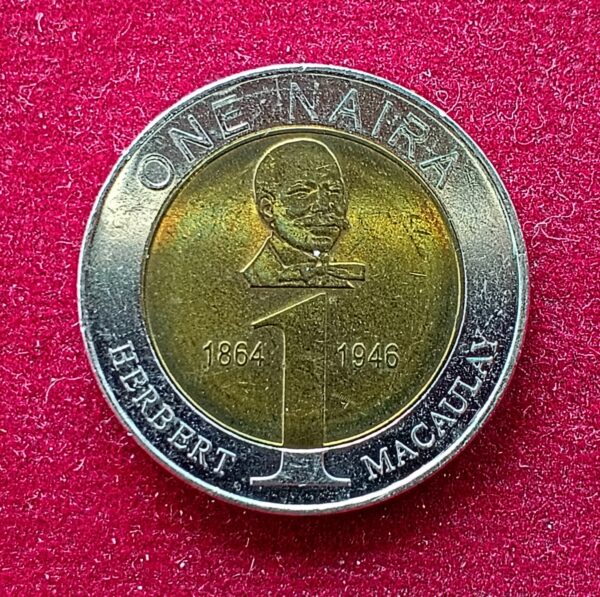 ONE NAIRA
1864 1 1946
HERBERT MACAULAY